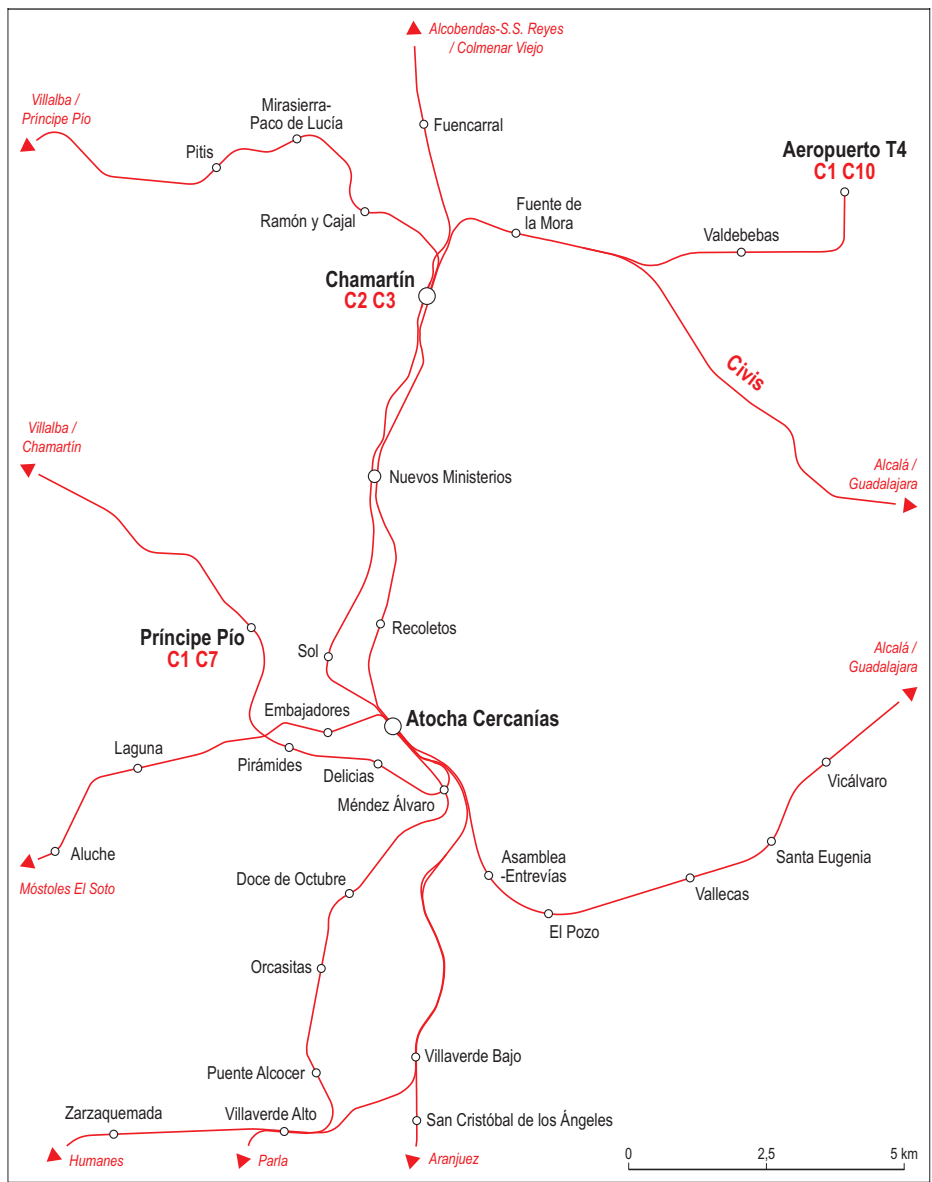 Alcobendas-S.S. Reyes
/ Colmenar Viejo
Villalba /
Príncipe Pío
Mirasierra-
Paco de Lucía
Pitis
Fuencarral
Aeropuerto T4
C1 C10
Ramón y Cajal
Fuente de
la Mora
Valdebebas
Chamartín
C2 C3
Civis
Villalba /
Chamartín
Nuevos Ministerios
Alcalá /
Guadalajara
Príncipe Pío
C1 C7
Sol
Recoletos
Alcalá /
Guadalajara
Embajadores
Atocha Cercanías
Laguna
Pirámides
Delicias
Méndez Álvaro
Vicálvaro
Aluche
Móstoles El Soto
Doce de Octubre
Asamblea
-Entrevías
Santa Eugenia
Vallecas
El Pozo
Orcasitas
Villaverde Bajo
Puente Alcocer
Zarzaquemada
Villaverde Alto
San Cristóbal de los Ángeles
Humanes
Parla
Aranjuez
0
2,5
5 km